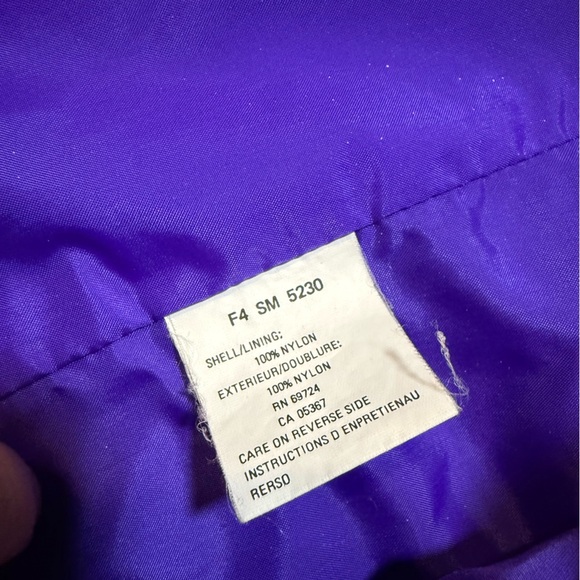 F4 SM 5230
SHELL/LINING:
100% NYLON
EXTERIEUR/DOUBLURE:
100% NYLON
RN 69724
CA 05367
CARE ON REVERSE SIDE
INSTRUCTIONS D ENPRETIENAU
RERSO